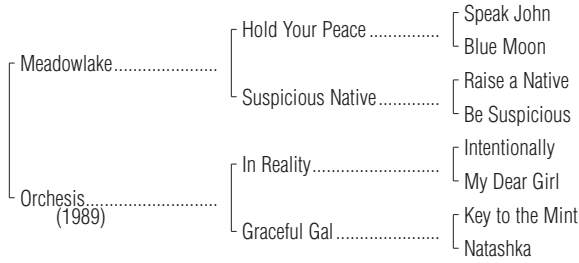 Speak John
Hold Your Peace ...............
Blue Moon
Meadowlake......................
Raise a Native
Suspicious Native.............
Be Suspicious
Intentionally
In Reality...........................
My Dear Girl
Orchesis............................
(1989)
Key to the Mint
Graceful Gal ......................
Natashka